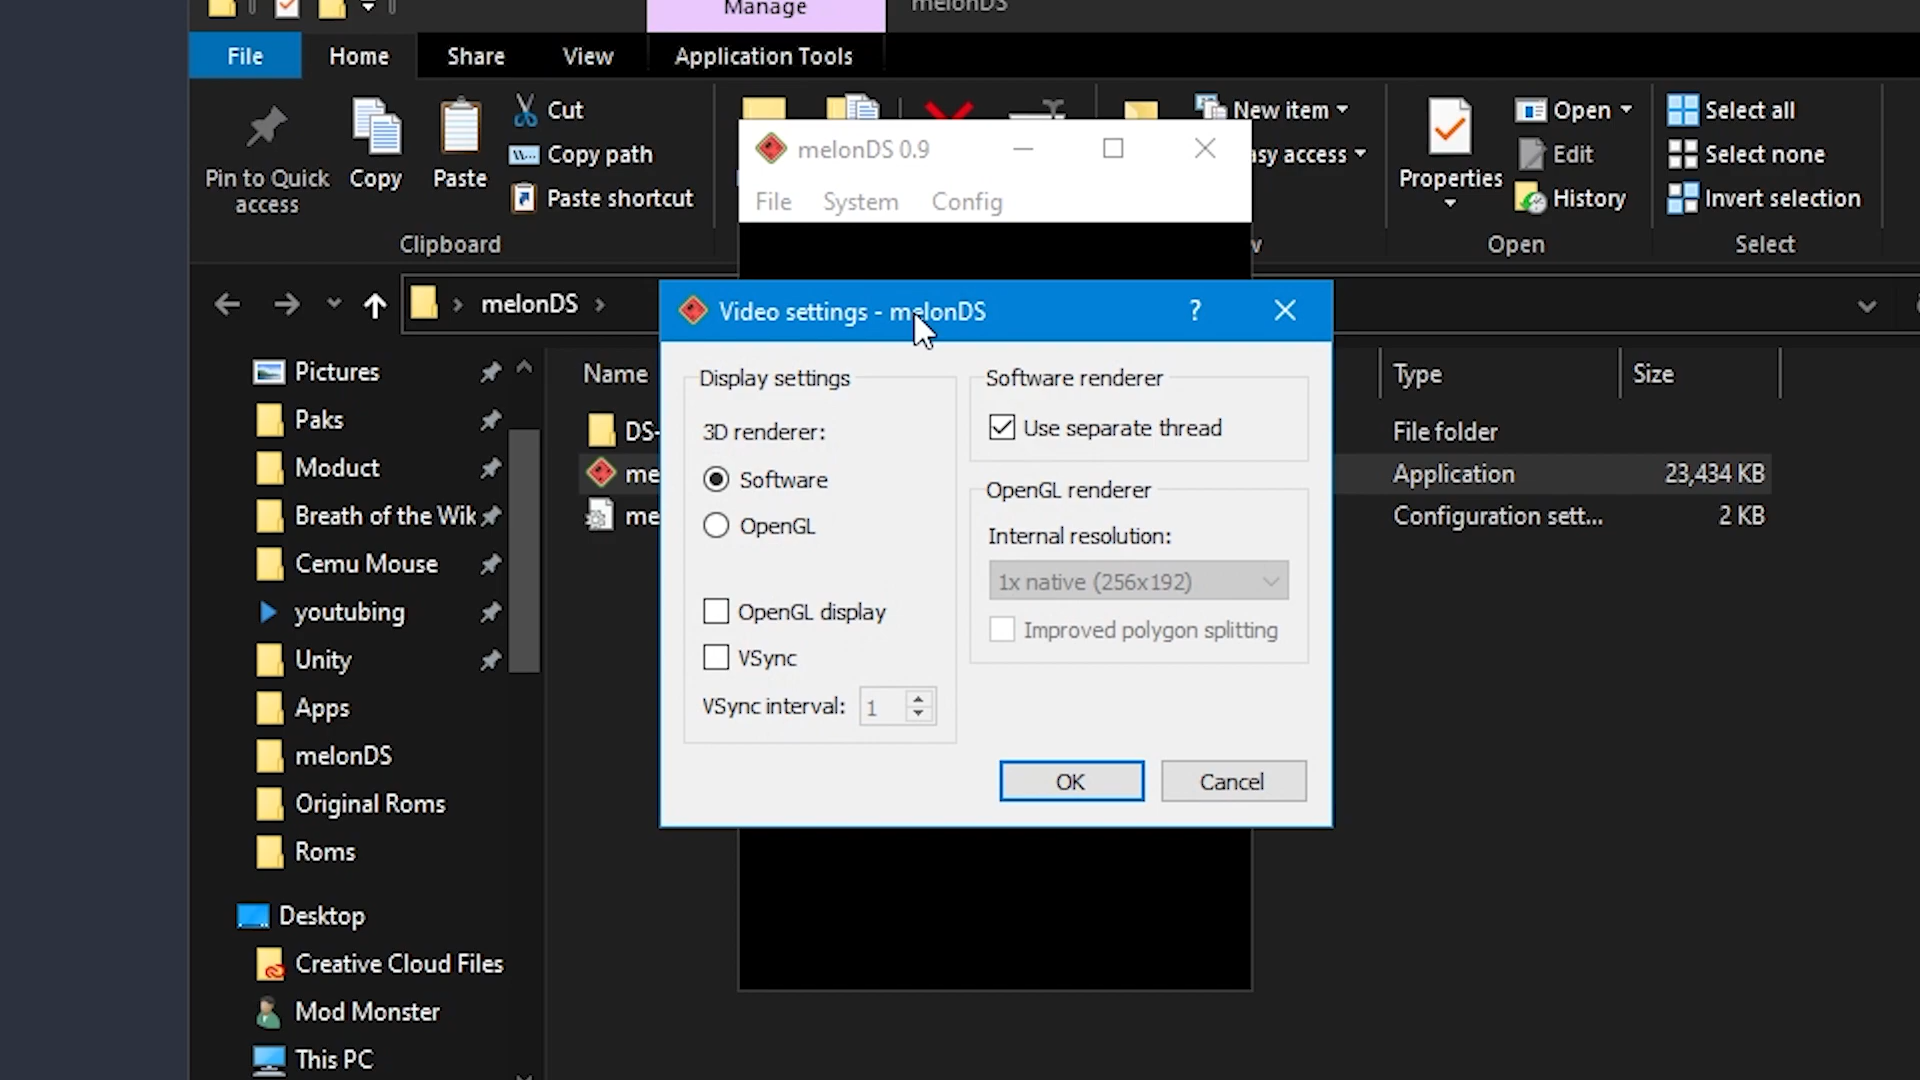 Manage
melonDS
File
Home
Share
View
Application Tools
Pin to Quick
access
Copy
Paste
Cut
Copy path
Paste shortcut
Clipboard
New item
asy access
Properties
Open
Edit
History
Open
Select all
Select none
Invert selection
Select
melonDS 0.9
File
System
Config
melonDS
Video settings - melonDS
?
Pictures
Paks
Moduct
Breath of the Wik
Cemu Mouse
youtubing
Unity
Apps
melonDS
Original Roms
Roms
Desktop
Creative Cloud Files
Mod Monster
This PC
Name
Type
Size
DS-
File folder
me
Application
23,434 KB
me
Configuration sett...
2 KB
Display settings
3D renderer:
Software
OpenGL
OpenGL display
VSync
VSync interval:
1
Software renderer
Use separate thread
OpenGL renderer
Internal resolution:
1x native (256x192)
Improved polygon splitting
OK
Cancel